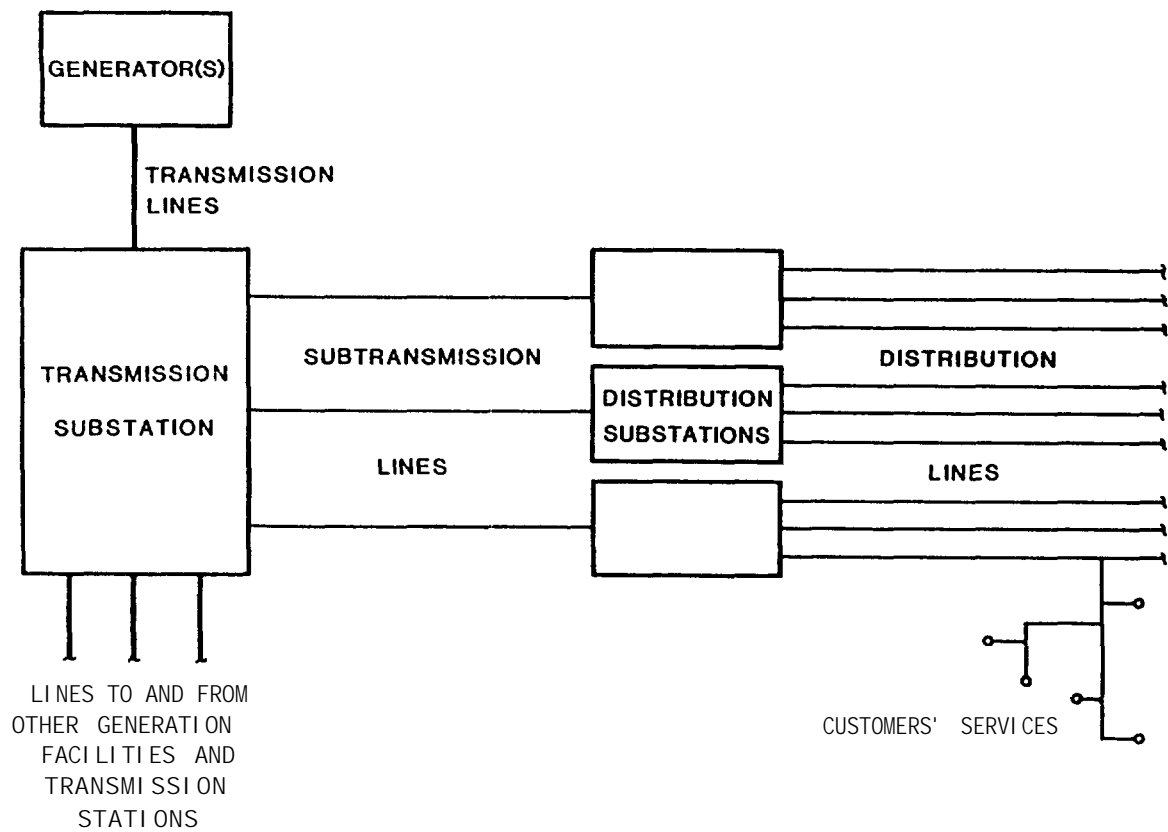 GENERATOR(S)
TRANSMISSION
LINES
TRANSMISSION
SUBSTATION
SUBTRANSMISSION
LINES
DISTRIBUTION
SUBSTATIONS
DISTRIBUTION
LINES
LINES TO AND FROM
OTHER GENERATION
FACILITIES AND
TRANSMISSION
STATIONS
CUSTOMERS' SERVICES